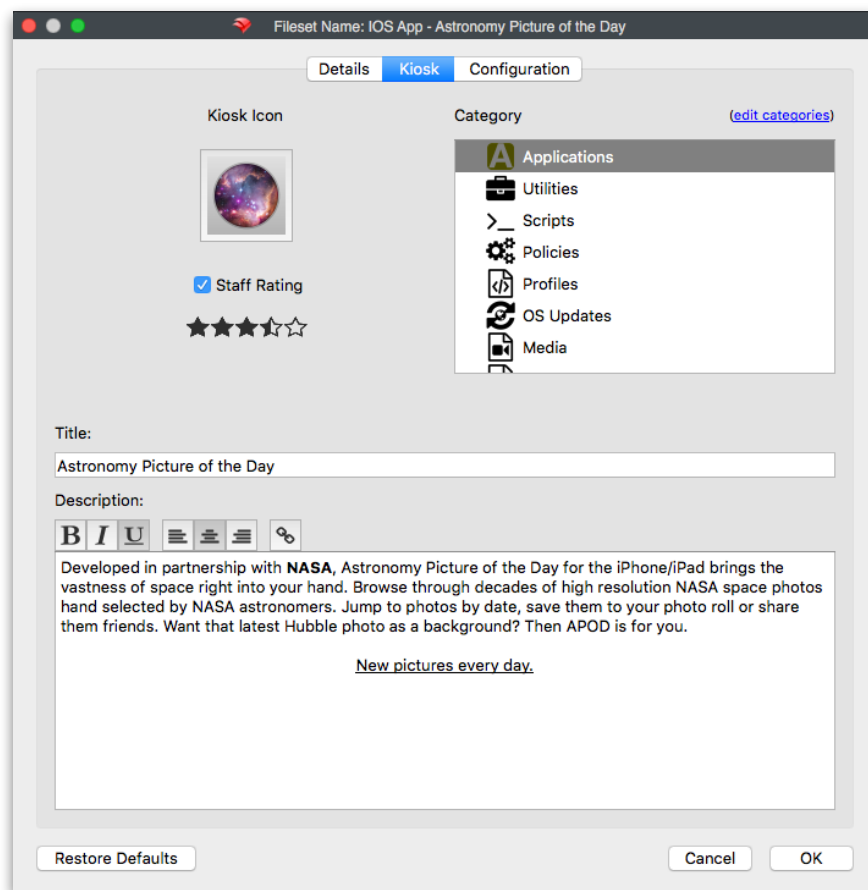 Fileset Name: IOS App - Astronomy Picture of the Day
Details Kiosk Configuration
Kiosk Icon
Category (edit categories)
A Applications
Utilities
Scripts
Policies
Profiles
OS Updates
Media
Staff Rating
Title:
Astronomy Picture of the Day
Description:
B I U
Developed in partnership with NASA, Astronomy Picture of the Day for the iPhone/iPad brings the
vastness of space right into your hand. Browse through decades of high resolution NASA space photos
hand selected by NASA astronomers. Jump to photos by date, save them to your photo roll or share
them friends. Want that latest Hubble photo as a background? Then APOD is for you.
New pictures every day.
Restore Defaults Cancel OK